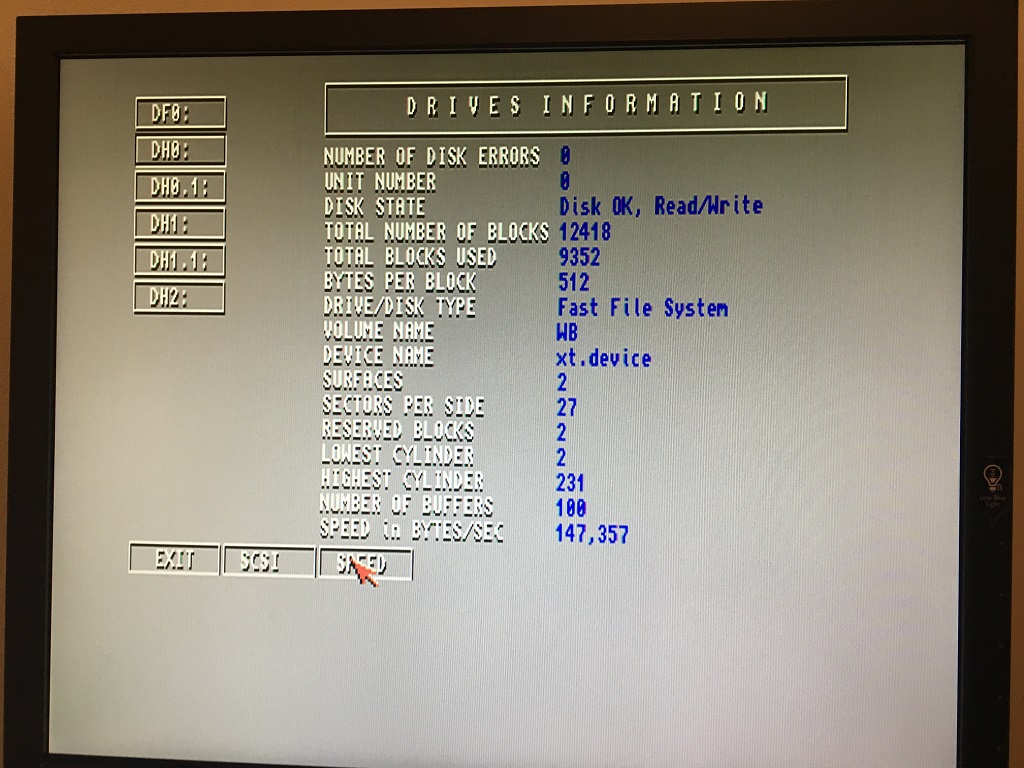 DRIVES INFORMATION
DF0:
DH0:
DH0.1:
DH1:
DH1.1:
DH2:
NUMBER OF DISK ERRORS 0
UNIT NUMBER 0
DISK STATE Disk OK, Read/Write
TOTAL NUMBER OF BLOCKS 12418
TOTAL BLOCKS USED 9352
BYTES PER BLOCK 512
DRIVE/DISK TYPE Fast File System
VOLUME NAME WB
DEVICE NAME xt.device
SURFACES 2
SECTORS PER SIDE 27
RESERVED BLOCKS 2
LOWEST CYLINDER 2
HIGHEST CYLINDER 231
NUMBER OF BUFFERS 100
SPEED in BYTES/SEC 147,357
EXIT SCSI SPEED
Low Blue
Light